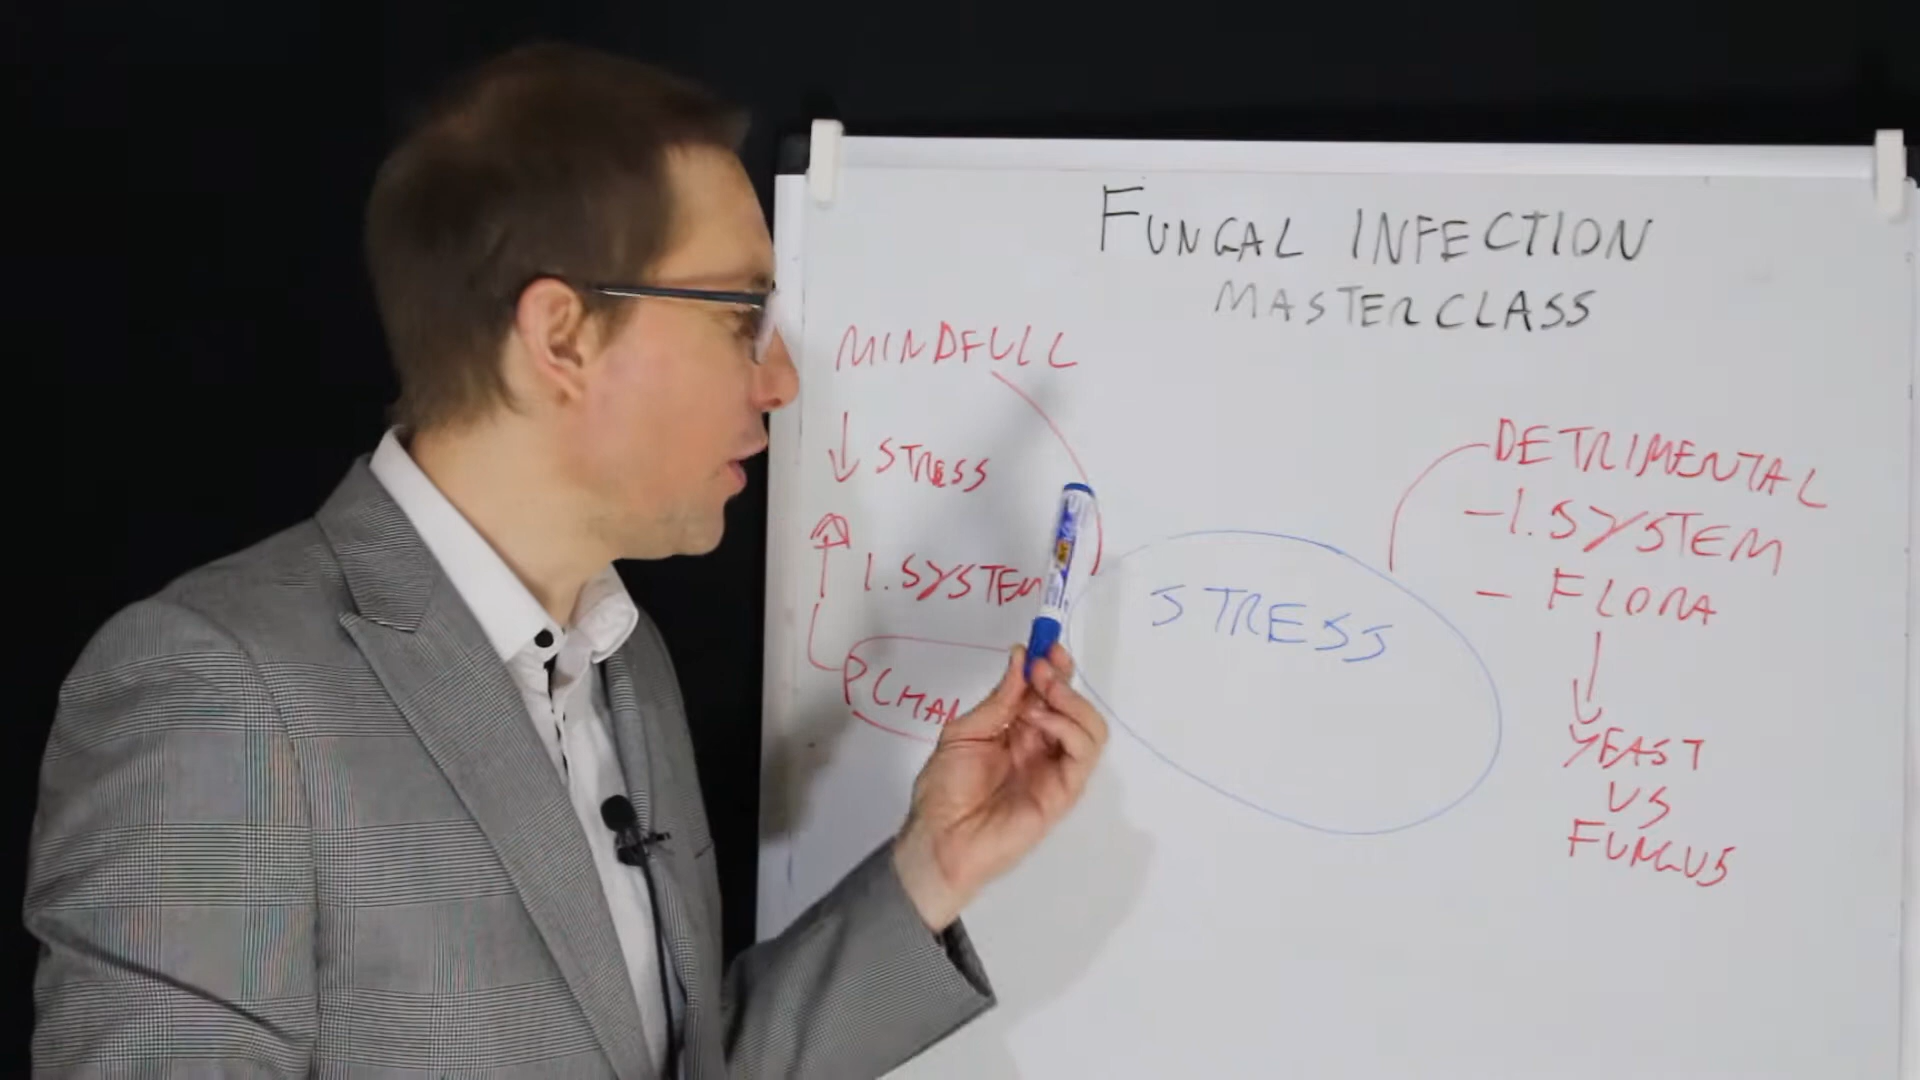 FUNGAL INFECTION
MASTERCLASS
MINDFULL
↓ STRESS
↑ I. SYSTEM
STRESS
DETRIMENTAL
- I. SYSTEM
- FLORA
↓
YEAST
VS
FUNGUS